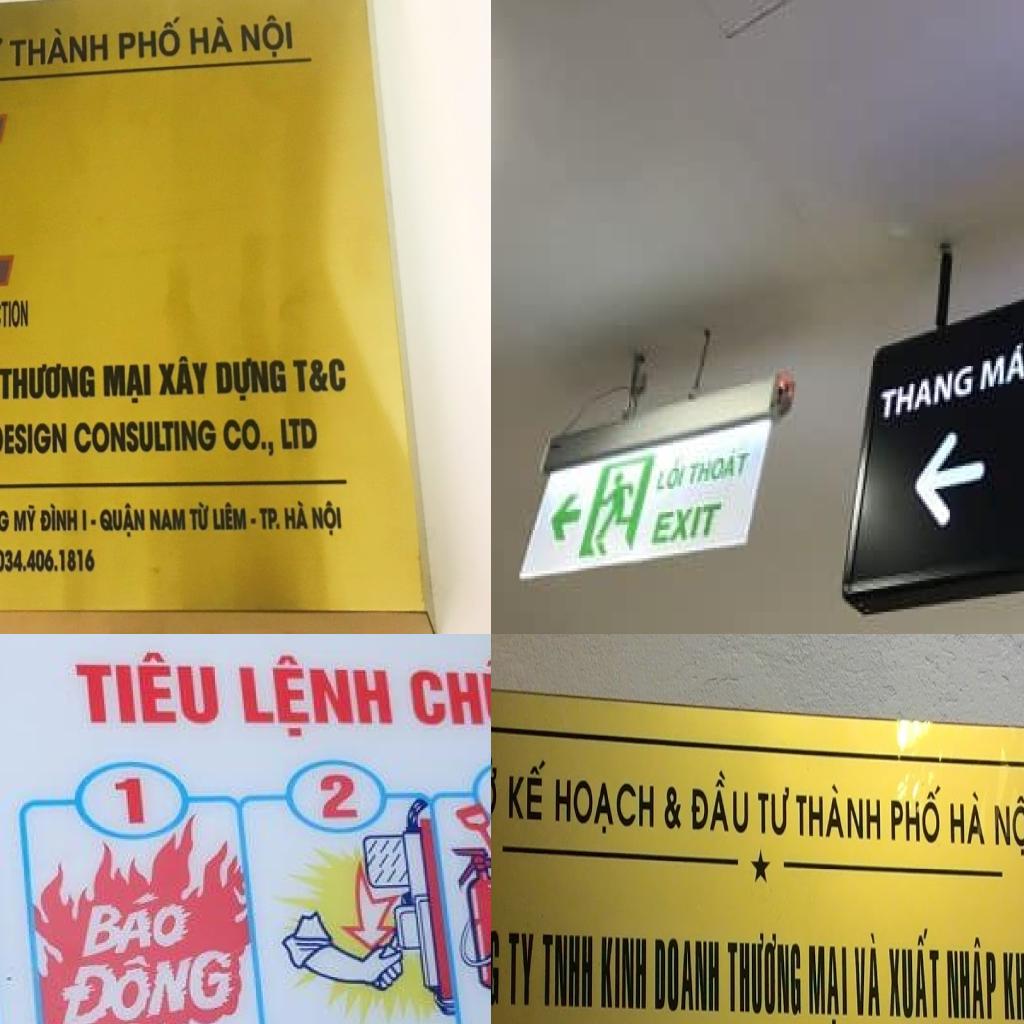 THÀNH PHỐ HÀ NỘI
THƯƠNG MẠI XÂY DỰNG T&C
DESIGN CONSULTING CO., LTD
MỸ ĐÌNH I - QUẬN NAM TỪ LIÊM - TP. HÀ NỘI
034.406.1816
LỐI THOÁT
EXIT
THANG MÁ
TIÊU LỆNH CH
1
2
BÁO
ĐỘNG
KẾ HOẠCH & ĐẦU TƯ THÀNH PHỐ HÀ NỘ
TY TNHH KINH DOANH THƯƠNG MẠI VÀ XUẤT NHẬP KH